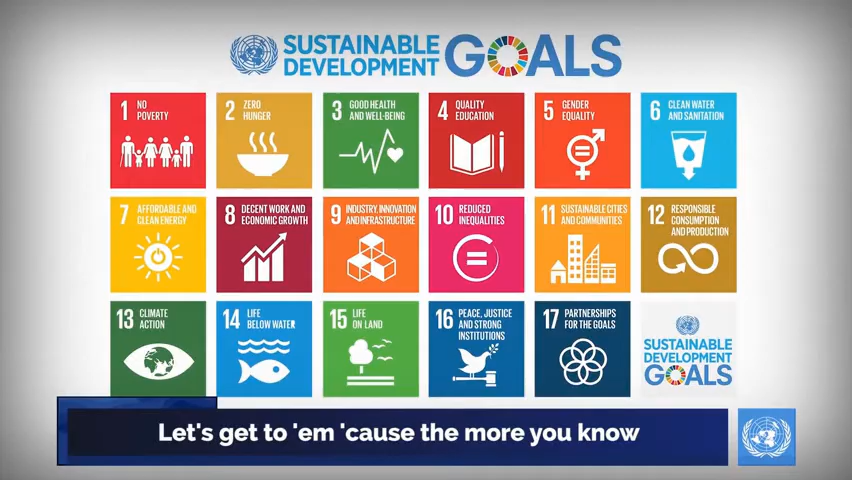 SUSTAINABLE
DEVELOPMENT
GOALS
1 NO
POVERTY
2 ZERO
HUNGER
3 GOOD HEALTH
AND WELL-BEING
4 QUALITY
EDUCATION
5 GENDER
EQUALITY
6 CLEAN WATER
AND SANITATION
7 AFFORDABLE AND
CLEAN ENERGY
8 DECENT WORK AND
ECONOMIC GROWTH
9 INDUSTRY, INNOVATION
AND INFRASTRUCTURE
10 REDUCED
INEQUALITIES
11 SUSTAINABLE CITIES
AND COMMUNITIES
12 RESPONSIBLE
CONSUMPTION
AND PRODUCTION
13 CLIMATE
ACTION
14 LIFE
BELOW WATER
15 LIFE
ON LAND
16 PEACE, JUSTICE
AND STRONG
INSTITUTIONS
17 PARTNERSHIPS
FOR THE GOALS
SUSTAINABLE
DEVELOPMENT
GOALS
Let's get to 'em 'cause the more you know